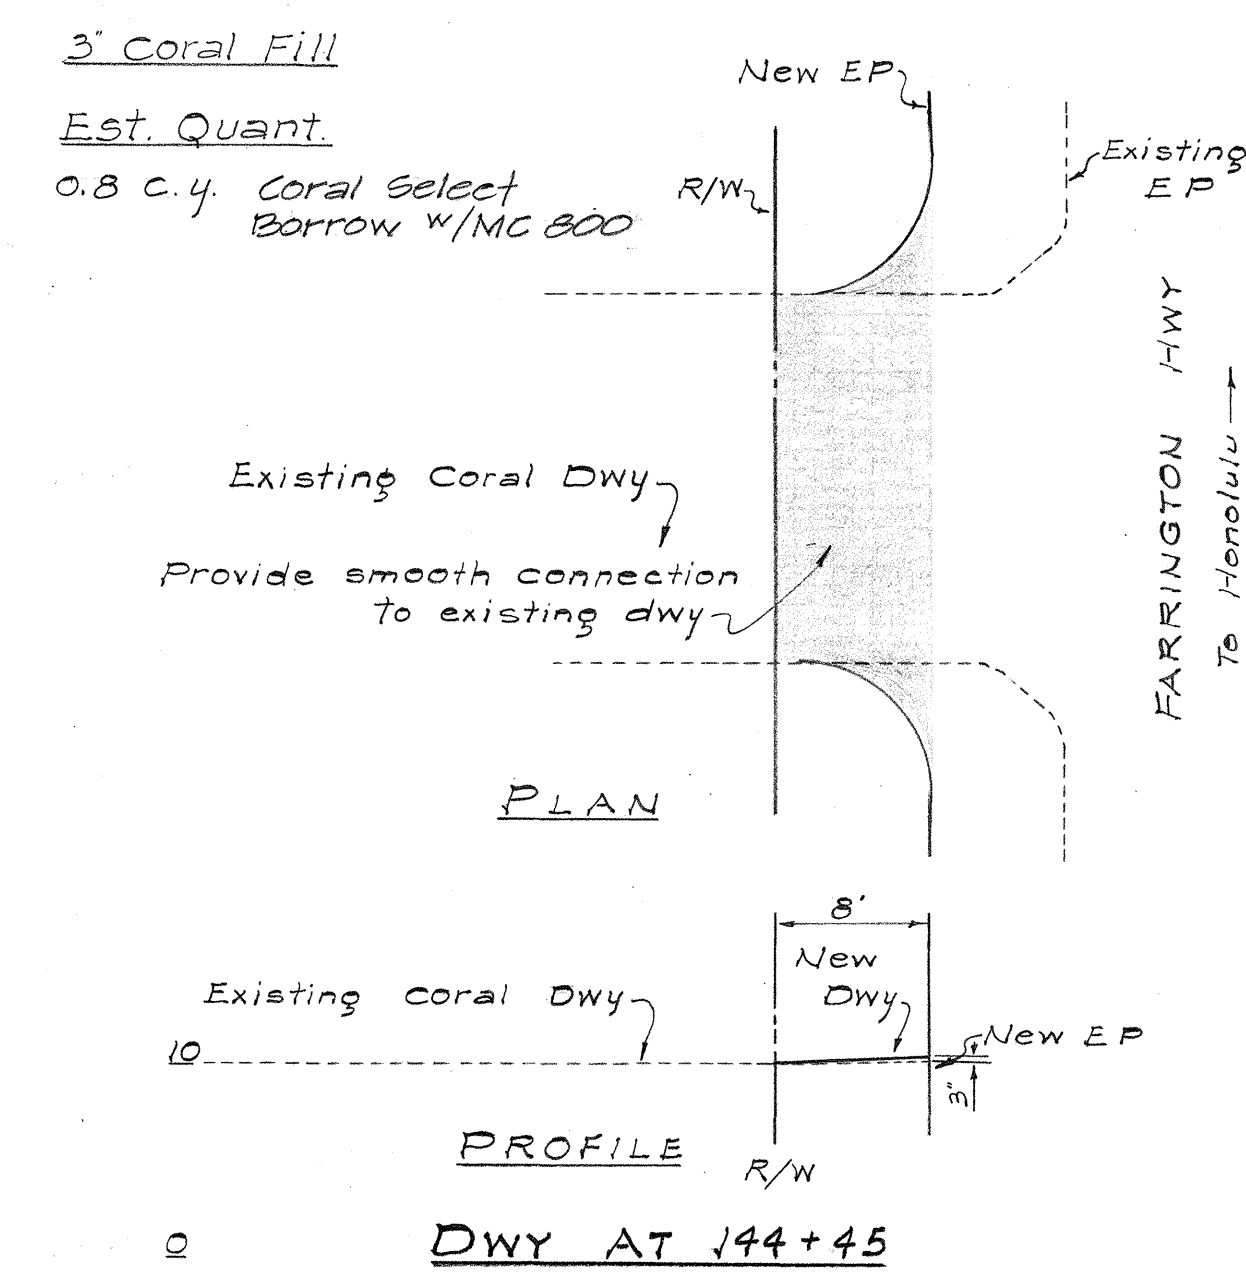 3" Coral Fill
Est. Quant.
0.8 c.y. Coral Select
Borrow w/MC 800
New EP
R/W
Existing
EP
FARRINGTON HWY
To Honolulu
Existing Coral Dwy
Provide smooth connection
to existing dwy
PLAN
8'
New
Dwy
Existing Coral Dwy
10
New EP
3"
PROFILE
R/W
0
DWY AT 144+45